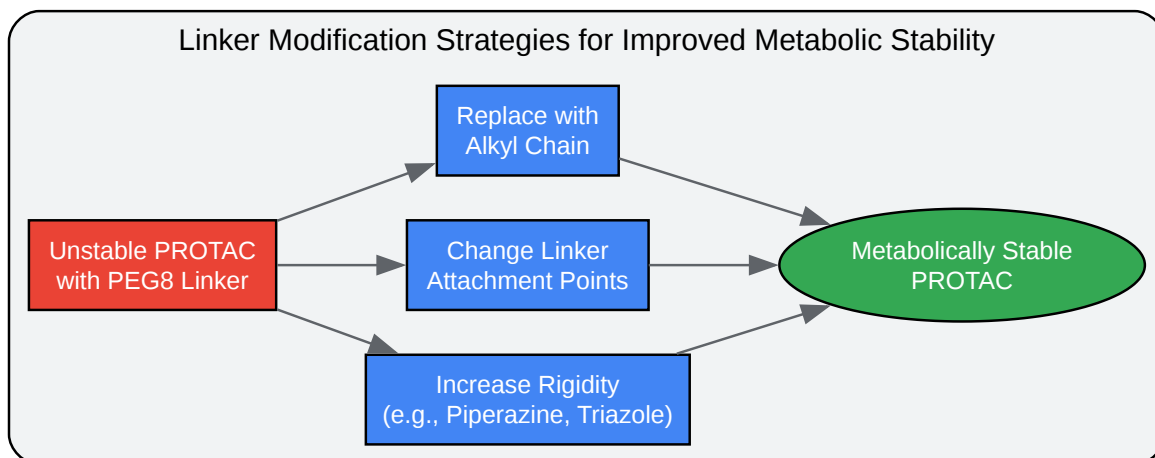 Linker Modification Strategies for Improved Metabolic Stability
Replace with
Alkyl Chain
Unstable PROTAC
with PEG8 Linker
Change Linker
Attachment Points
Metabolically Stable
PROTAC
Increase Rigidity
(e.g., Piperazine, Triazole)